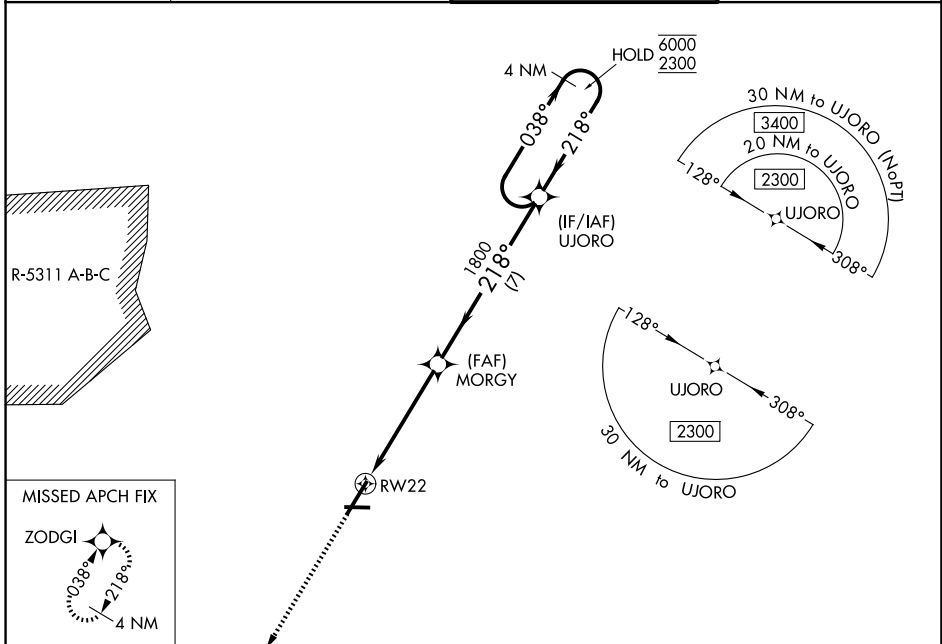 HOLD 6000
2300
4 NM
038°
218°
(IF/IAF)
UJORO
1800
218°
(7)
(FAF)
MORGY
RW22
R-5311 A-B-C
30 NM to UJORO (NoPT)
3400
20 NM to UJORO
2300
128°
UJORO
308°
128°
UJORO
308°
2300
30 NM to UJORO
MISSED APCH FIX
ZODGI
038°
218°
4 NM